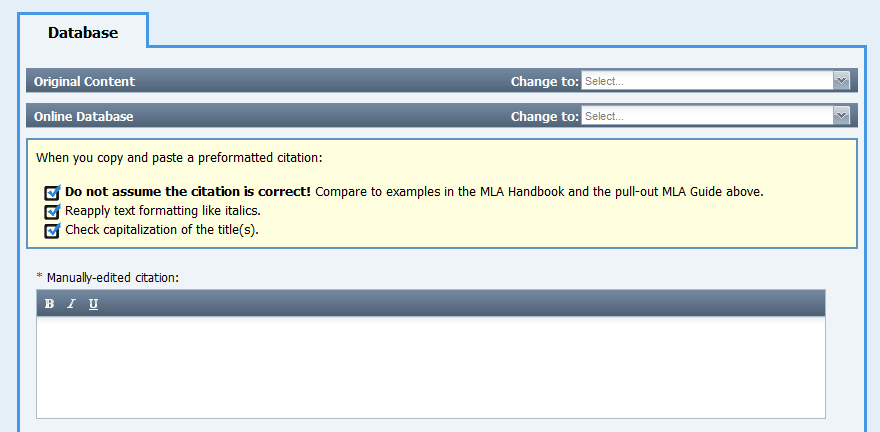 Database
Original Content Change to: Select...
Online Database Change to: Select...
When you copy and paste a preformatted citation:
Do not assume the citation is correct! Compare to examples in the MLA Handbook and the pull-out MLA Guide above.
Reapply text formatting like italics.
Check capitalization of the title(s).
* Manually-edited citation:
B I U